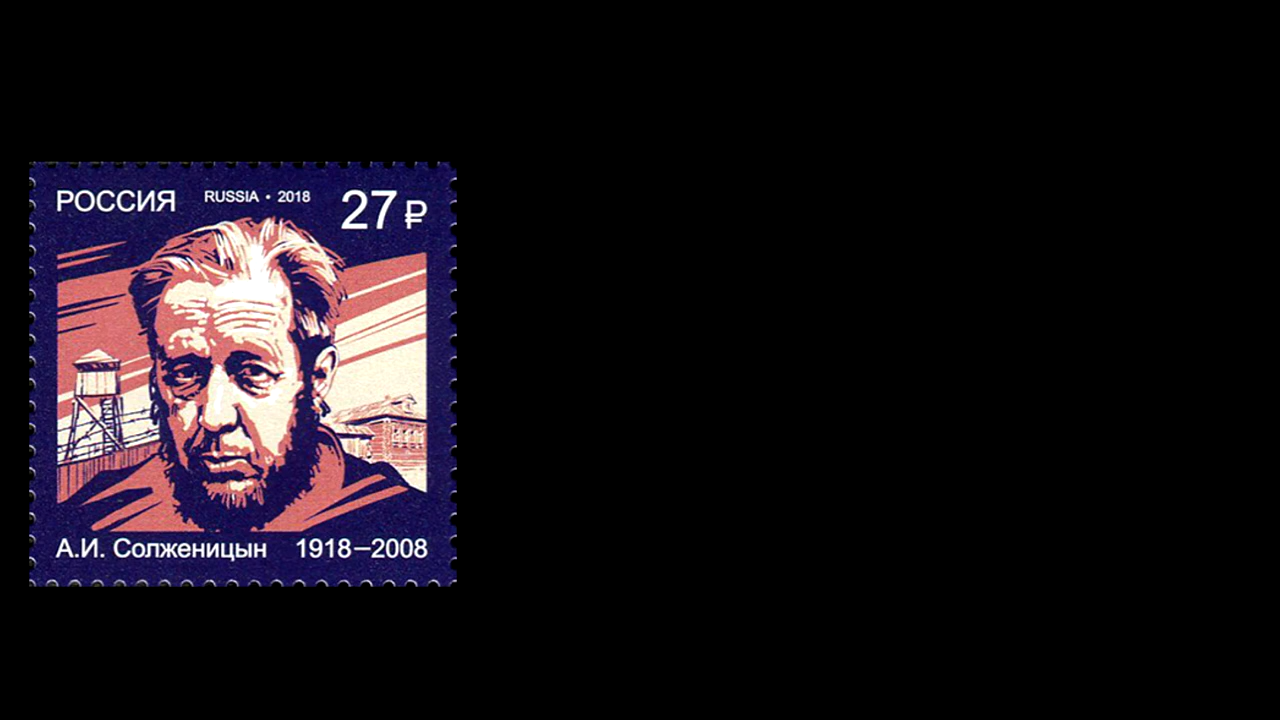 РОССИЯ RUSSIA • 2018 27 ₽
А.И. Солженицын 1918–2008